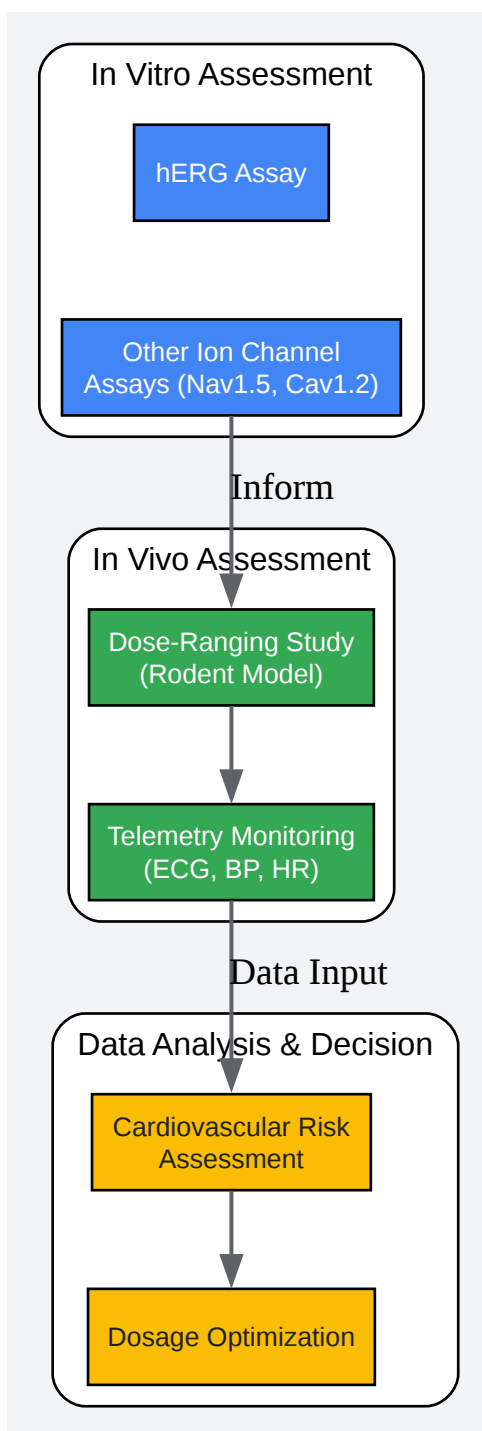 In Vitro Assessment
hERG Assay
Other Ion Channel
Assays (Nav1.5, Cav1.2)
Inform
In Vivo Assessment
Dose-Ranging Study
(Rodent Model)
Telemetry Monitoring
(ECG, BP, HR)
Data Input
Data Analysis & Decision
Cardiovascular Risk
Assessment
Dosage Optimization